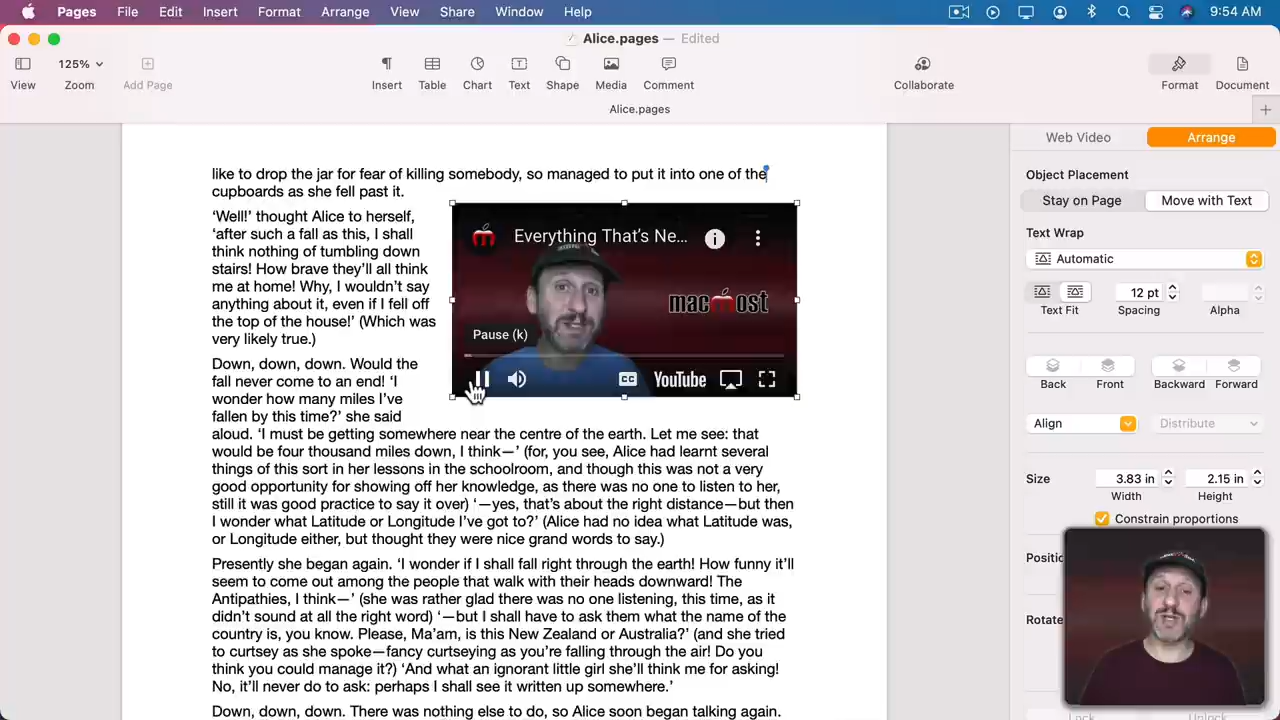 Pages File Edit Insert Format Arrange View Share Window Help 9:54 AM
Alice.pages — Edited
125%
View Zoom Add Page Insert Table Chart Text Shape Media Comment Collaborate Format Document
Alice.pages
Web Video Arrange
Object Placement
Stay on Page Move with Text
Text Wrap
Automatic
12 pt
Text Fit Spacing Alpha
Back Front Backward Forward
Align Distribute
Size 3.83 in 2.15 in
Width Height
Constrain proportions
Positio
Rotate
Lock Unlock
like to drop the jar for fear of killing somebody, so managed to put it into one of the
cupboards as she fell past it.
‘Well!’ thought Alice to herself,
‘after such a fall as this, I shall
think nothing of tumbling down
stairs! How brave they’ll all think
me at home! Why, I wouldn’t say
anything about it, even if I fell off
the top of the house!’ (Which was
very likely true.)
Everything That’s Ne...
macmost
Pause (k)
CC YouTube
Down, down, down. Would the
fall never come to an end! ‘I
wonder how many miles I’ve
fallen by this time?’ she said
aloud. ‘I must be getting somewhere near the centre of the earth. Let me see: that
would be four thousand miles down, I think—’ (for, you see, Alice had learnt several
things of this sort in her lessons in the schoolroom, and though this was not a very
good opportunity for showing off her knowledge, as there was no one to listen to her,
still it was good practice to say it over) ‘—yes, that’s about the right distance—but then
I wonder what Latitude or Longitude I’ve got to?’ (Alice had no idea what Latitude was,
or Longitude either, but thought they were nice grand words to say.)
Presently she began again. ‘I wonder if I shall fall right through the earth! How funny it’ll
seem to come out among the people that walk with their heads downward! The
Antipathies, I think—’ (she was rather glad there was no one listening, this time, as it
didn’t sound at all the right word) ‘—but I shall have to ask them what the name of the
country is, you know. Please, Ma’am, is this New Zealand or Australia?’ (and she tried
to curtsey as she spoke—fancy curtseying as you’re falling through the air! Do you
think you could manage it?) ‘And what an ignorant little girl she’ll think me for asking!
No, it’ll never do to ask: perhaps I shall see it written up somewhere.’
Down, down, down. There was nothing else to do, so Alice soon began talking again.